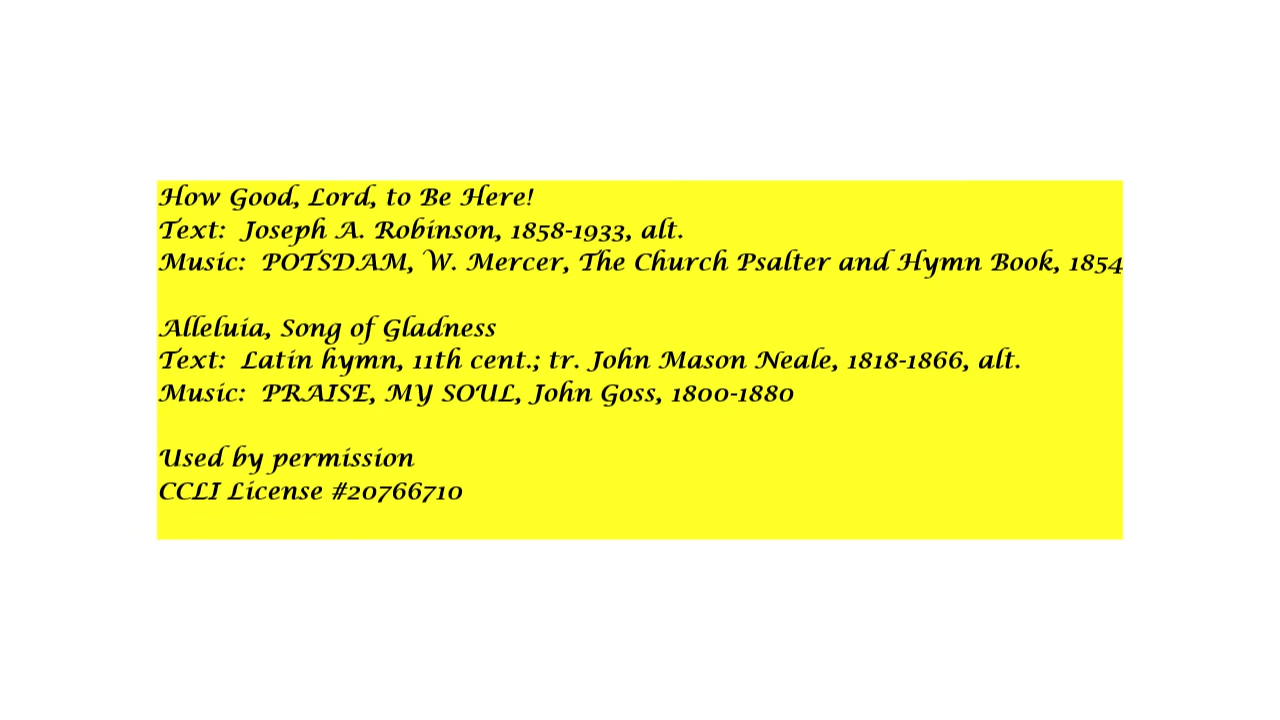 How Good, Lord, to Be Here!
Text:  Joseph A. Robinson, 1858-1933, alt.
Music:  POTSDAM, W. Mercer, The Church Psalter and Hymn Book, 1854
Alleluia, Song of Gladness
Text:  Latin hymn, 11th cent.; tr. John Mason Neale, 1818-1866, alt.
Music:  PRAISE, MY SOUL, John Goss, 1800-1880
Used by permission
CCLI License #20766710